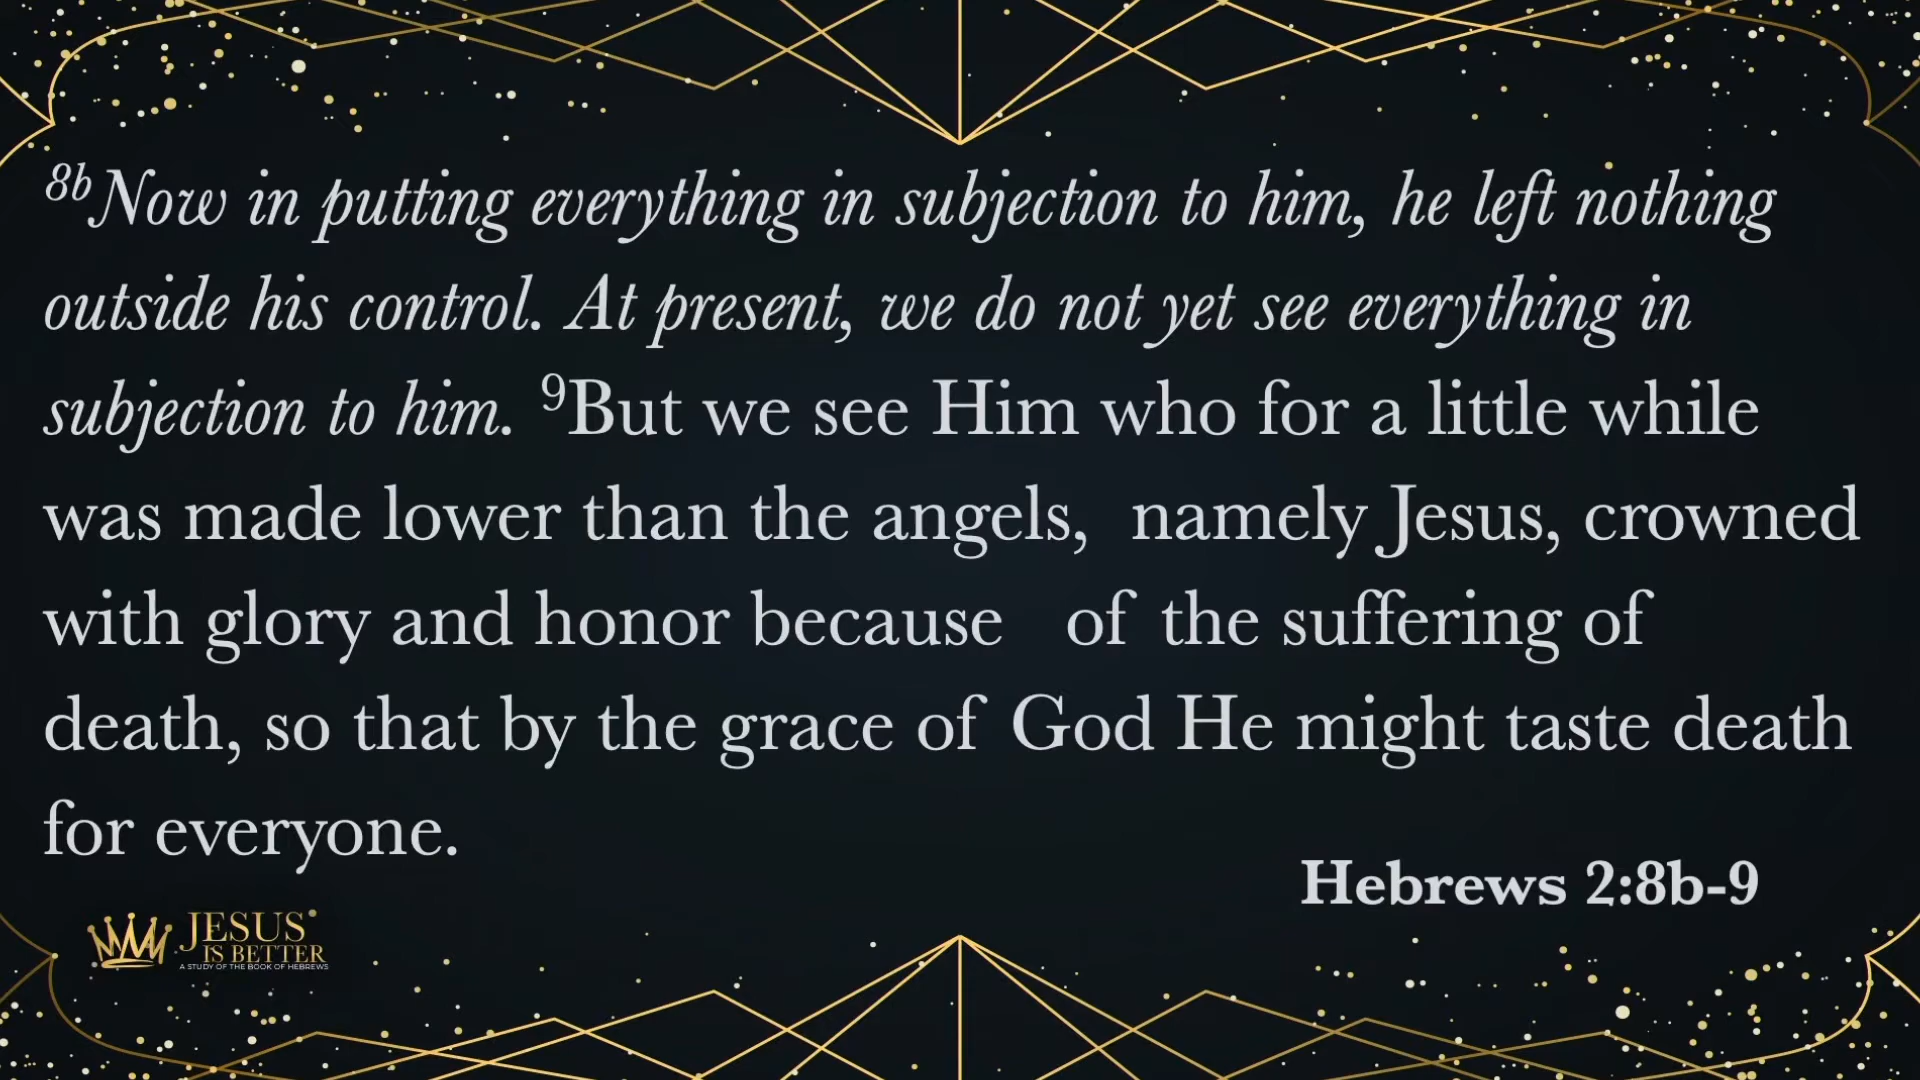 8bNow in putting everything in subjection to him, he left nothing
outside his control. At present, we do not yet see everything in
subjection to him. 9But we see Him who for a little while
was made lower than the angels, namely Jesus, crowned
with glory and honor because of the suffering of
death, so that by the grace of God He might taste death
for everyone.
Hebrews 2:8b-9
JESUS
IS BETTER
A STUDY OF THE BOOK OF HEBREWS